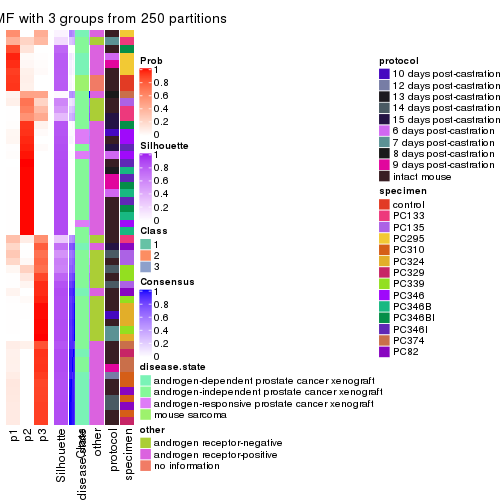 MF with 3 groups from 250 partitions
Prob
1
0.8
0.6
0.4
0.2
0
Silhouette
1
0.8
0.6
0.4
0.2
0
Class
1
2
3
Consensus
1
0.8
0.6
0.4
0.2
0
disease.state
androgen-dependent prostate cancer xenograft
androgen-independent prostate cancer xenograft
androgen-responsive prostate cancer xenograft
mouse sarcoma
other
androgen receptor-negative
androgen receptor-positive
no information
protocol
10 days post-castration
12 days post-castration
13 days post-castration
14 days post-castration
15 days post-castration
6 days post-castration
7 days post-castration
8 days post-castration
9 days post-castration
intact mouse
specimen
control
PC133
PC135
PC295
PC310
PC324
PC329
PC339
PC346
PC346B
PC346BI
PC346I
PC374
PC82
p1
p2
p3
Silhouette
Class
disease.state
other
protocol
specimen